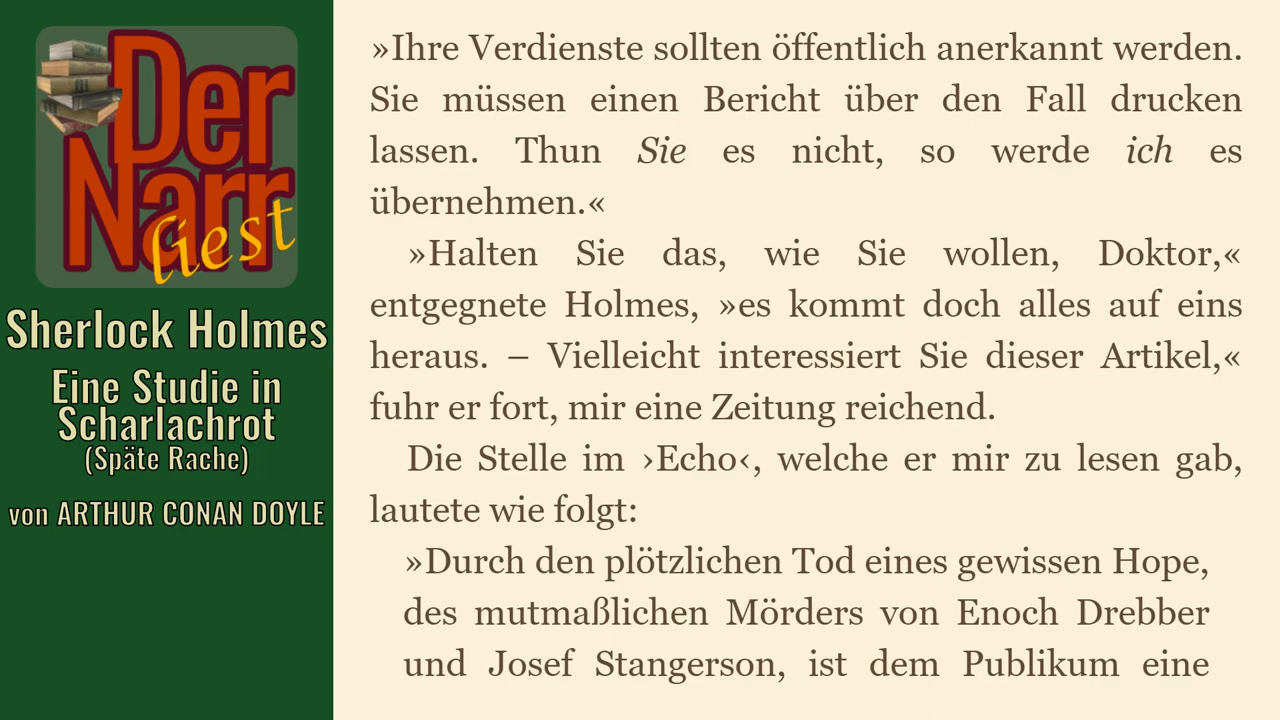 Der
Narr
liest
Sherlock Holmes
Eine Studie in
Scharlachrot
(Späte Rache)
von ARTHUR CONAN DOYLE
»Ihre Verdienste sollten öffentlich anerkannt werden.
Sie müssen einen Bericht über den Fall drucken
lassen. Thun Sie es nicht, so werde ich es
übernehmen.«
»Halten Sie das, wie Sie wollen, Doktor,«
entgegnete Holmes, »es kommt doch alles auf eins
heraus. – Vielleicht interessiert Sie dieser Artikel,«
fuhr er fort, mir eine Zeitung reichend.
Die Stelle im ›Echo‹, welche er mir zu lesen gab,
lautete wie folgt:
»Durch den plötzlichen Tod eines gewissen Hope,
des mutmaßlichen Mörders von Enoch Drebber
und Josef Stangerson, ist dem Publikum eine